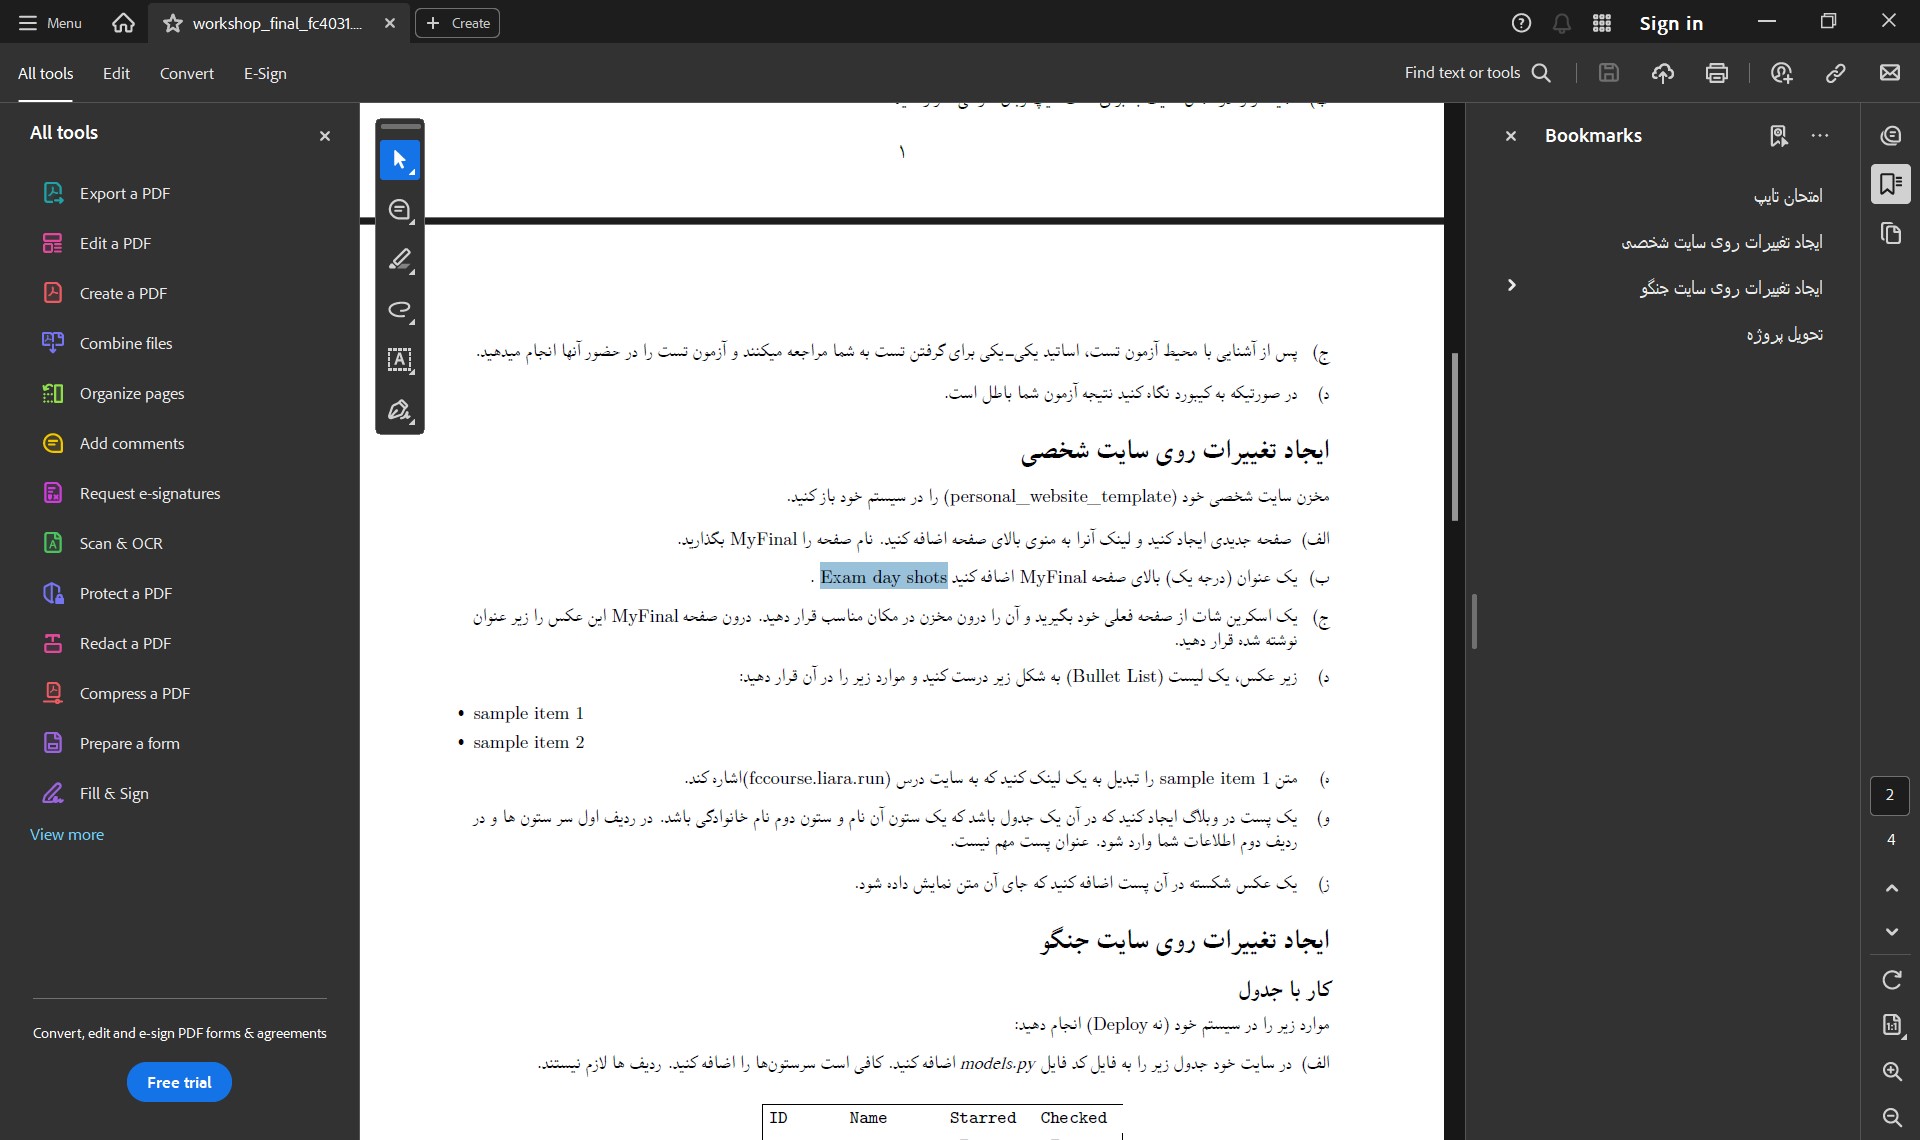 Menu
workshop_final_fc4031....
Create
Sign in
All tools
Edit
Convert
E-Sign
Find text or tools
All tools
Export a PDF
Edit a PDF
Create a PDF
Combine files
Organize pages
Add comments
Request e-signatures
Scan & OCR
Protect a PDF
Redact a PDF
Compress a PDF
Prepare a form
Fill & Sign
View more
Convert, edit and e-sign PDF forms & agreements
Free trial
۱
ج) پس از آشنایی با محیط آزمون تست، اساتید یکی-یکی برای گرفتن تست به شما مراجعه میکنند و آزمون تست را در حضور آنها انجام میدهید.
د) در صورتیکه به کیبورد نگاه کنید نتیجه آزمون شما باطل است.
ایجاد تغییرات روی سایت شخصی
مخزن سایت شخصی خود (personal_website_template) را در سیستم خود باز کنید.
الف) صفحه جدیدی ایجاد کنید و لینک آنرا به منوی بالای صفحه اضافه کنید. نام صفحه را MyFinal بگذارید.
ب) یک عنوان (درجه یک) بالای صفحه MyFinal اضافه کنید Exam day shots .
ج) یک اسکرین شات از صفحه فعلی خود بگیرید و آن را درون مخزن در مکان مناسب قرار دهید. درون صفحه MyFinal این عکس را زیر عنوان
نوشته شده قرار دهید.
د) زیر عکس، یک لیست (Bullet List) به شکل زیر درست کنید و موارد زیر را در آن قرار دهید:
• sample item 1
• sample item 2
ه) متن sample item 1 را تبدیل به یک لینک کنید که به سایت درس (fccourse.liara.run)اشاره کند.
و) یک پست در وبلاگ ایجاد کنید که در آن یک جدول باشد که یک ستون آن نام و ستون دوم نام خانوادگی باشد. در ردیف اول سر ستون ها و در
ردیف دوم اطلاعات شما وارد شود. عنوان پست مهم نیست.
ز) یک عکس شکسته در آن پست اضافه کنید که جای آن متن نمایش داده شود.
ایجاد تغییرات روی سایت جنگو
کار با جدول
موارد زیر را در سیستم خود (نه Deploy) انجام دهید:
الف) در سایت خود جدول زیر را به فایل کد فایل models.py اضافه کنید. کافی است سرستون‌ها را اضافه کنید. ردیف ها لازم نیستند.
ID Name Starred Checked
Bookmarks
امتحان تایپ
ایجاد تغییرات روی سایت شخصی
ایجاد تغییرات روی سایت جنگو
تحویل پروژه
2
4
1:1